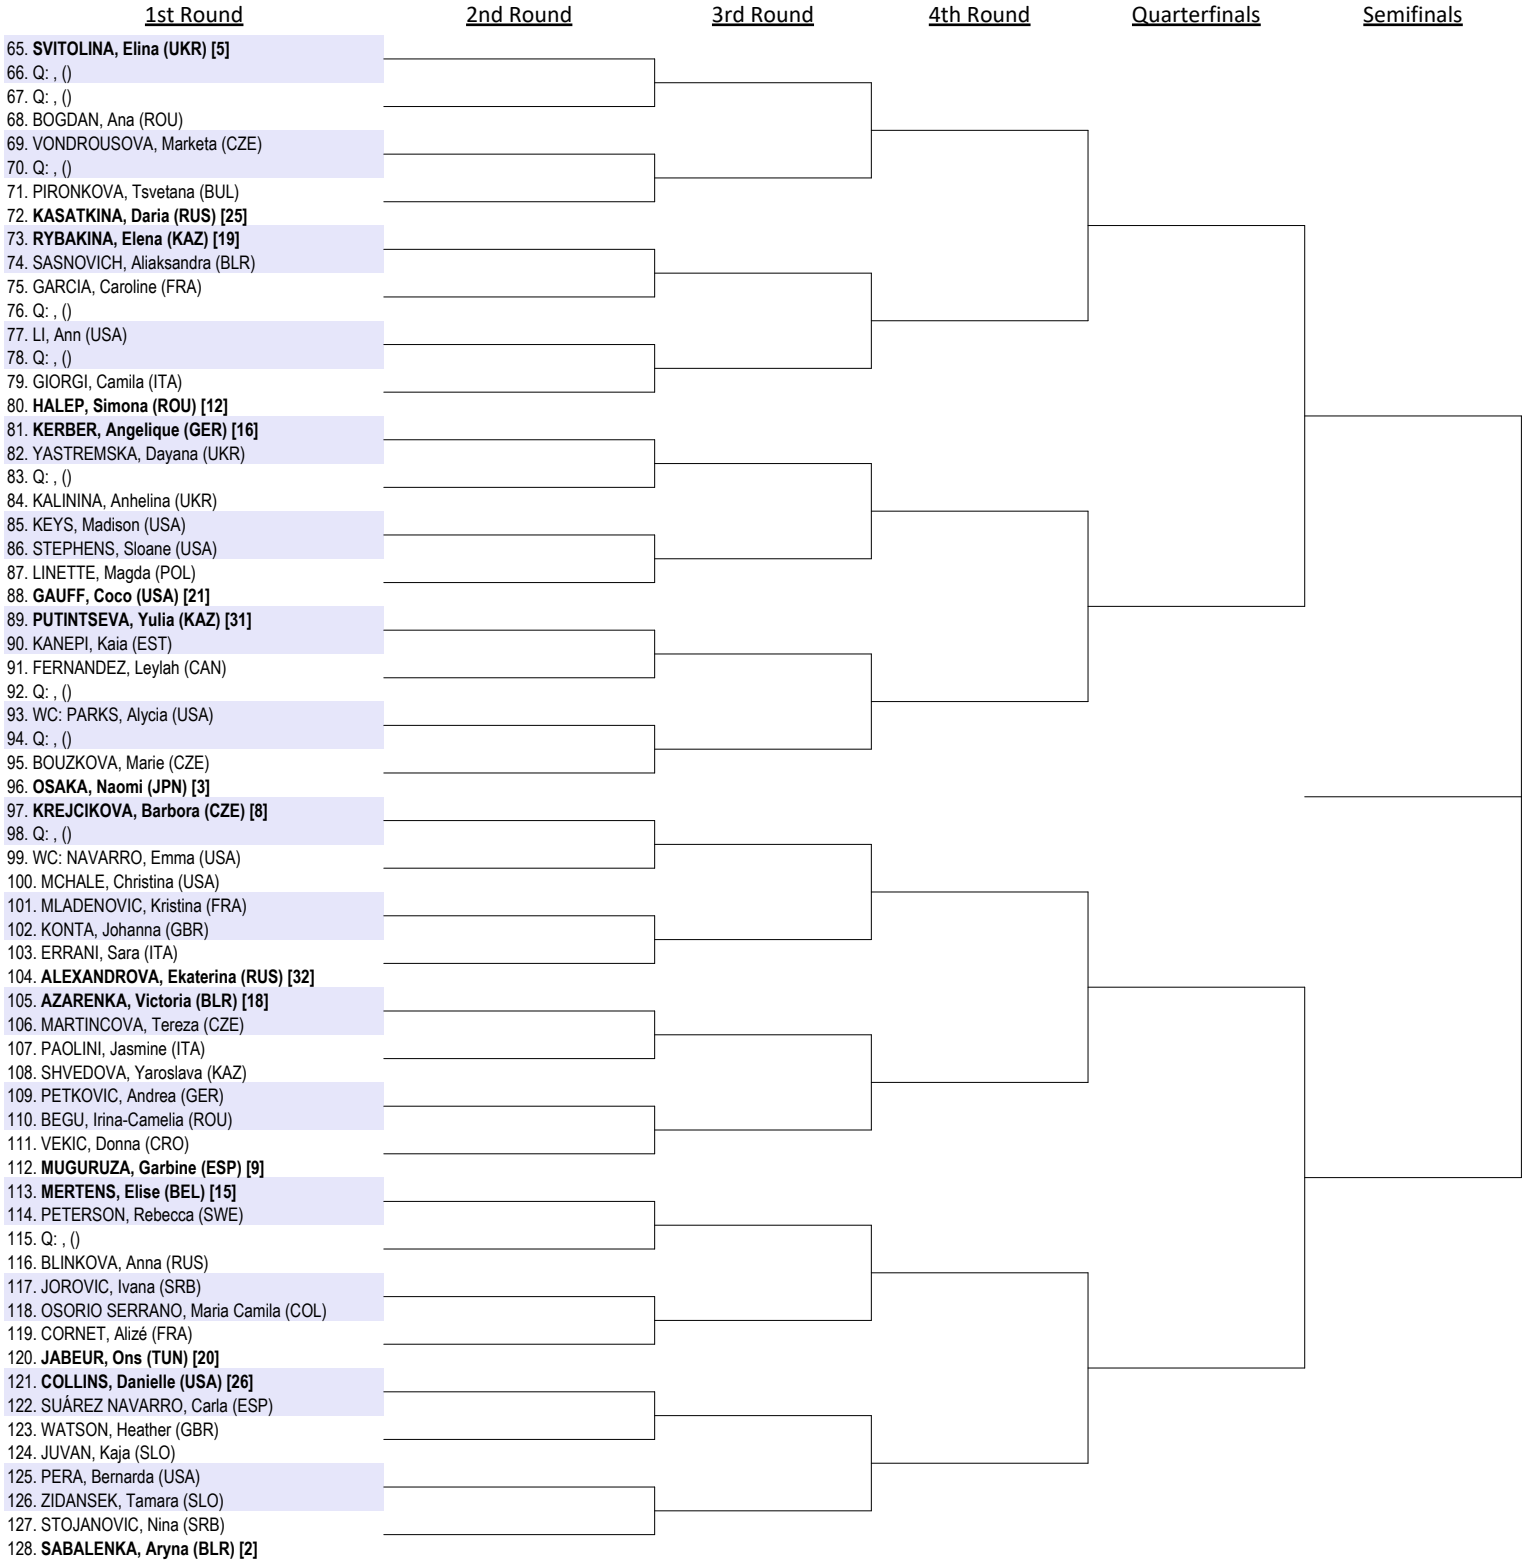 1st Round 2nd Round 3rd Round 4th Round Quarterfinals Semifinals
65. SVITOLINA, Elina (UKR) [5]
66. Q: , ()
67. Q: , ()
68. BOGDAN, Ana (ROU)
69. VONDROUSOVA, Marketa (CZE)
70. Q: , ()
71. PIRONKOVA, Tsvetana (BUL)
72. KASATKINA, Daria (RUS) [25]
73. RYBAKINA, Elena (KAZ) [19]
74. SASNOVICH, Aliaksandra (BLR)
75. GARCIA, Caroline (FRA)
76. Q: , ()
77. LI, Ann (USA)
78. Q: , ()
79. GIORGI, Camila (ITA)
80. HALEP, Simona (ROU) [12]
81. KERBER, Angelique (GER) [16]
82. YASTREMSKA, Dayana (UKR)
83. Q: , ()
84. KALININA, Anhelina (UKR)
85. KEYS, Madison (USA)
86. STEPHENS, Sloane (USA)
87. LINETTE, Magda (POL)
88. GAUFF, Coco (USA) [21]
89. PUTINTSEVA, Yulia (KAZ) [31]
90. KANEPI, Kaia (EST)
91. FERNANDEZ, Leylah (CAN)
92. Q: , ()
93. WC: PARKS, Alycia (USA)
94. Q: , ()
95. BOUZKOVA, Marie (CZE)
96. OSAKA, Naomi (JPN) [3]
97. KREJCIKOVA, Barbora (CZE) [8]
98. Q: , ()
99. WC: NAVARRO, Emma (USA)
100. MCHALE, Christina (USA)
101. MLADENOVIC, Kristina (FRA)
102. KONTA, Johanna (GBR)
103. ERRANI, Sara (ITA)
104. ALEXANDROVA, Ekaterina (RUS) [32]
105. AZARENKA, Victoria (BLR) [18]
106. MARTINCOVA, Tereza (CZE)
107. PAOLINI, Jasmine (ITA)
108. SHVEDOVA, Yaroslava (KAZ)
109. PETKOVIC, Andrea (GER)
110. BEGU, Irina-Camelia (ROU)
111. VEKIC, Donna (CRO)
112. MUGURUZA, Garbine (ESP) [9]
113. MERTENS, Elise (BEL) [15]
114. PETERSON, Rebecca (SWE)
115. Q: , ()
116. BLINKOVA, Anna (RUS)
117. JOROVIC, Ivana (SRB)
118. OSORIO SERRANO, Maria Camila (COL)
119. CORNET, Alizé (FRA)
120. JABEUR, Ons (TUN) [20]
121. COLLINS, Danielle (USA) [26]
122. SUÁREZ NAVARRO, Carla (ESP)
123. WATSON, Heather (GBR)
124. JUVAN, Kaja (SLO)
125. PERA, Bernarda (USA)
126. ZIDANSEK, Tamara (SLO)
127. STOJANOVIC, Nina (SRB)
128. SABALENKA, Aryna (BLR) [2]